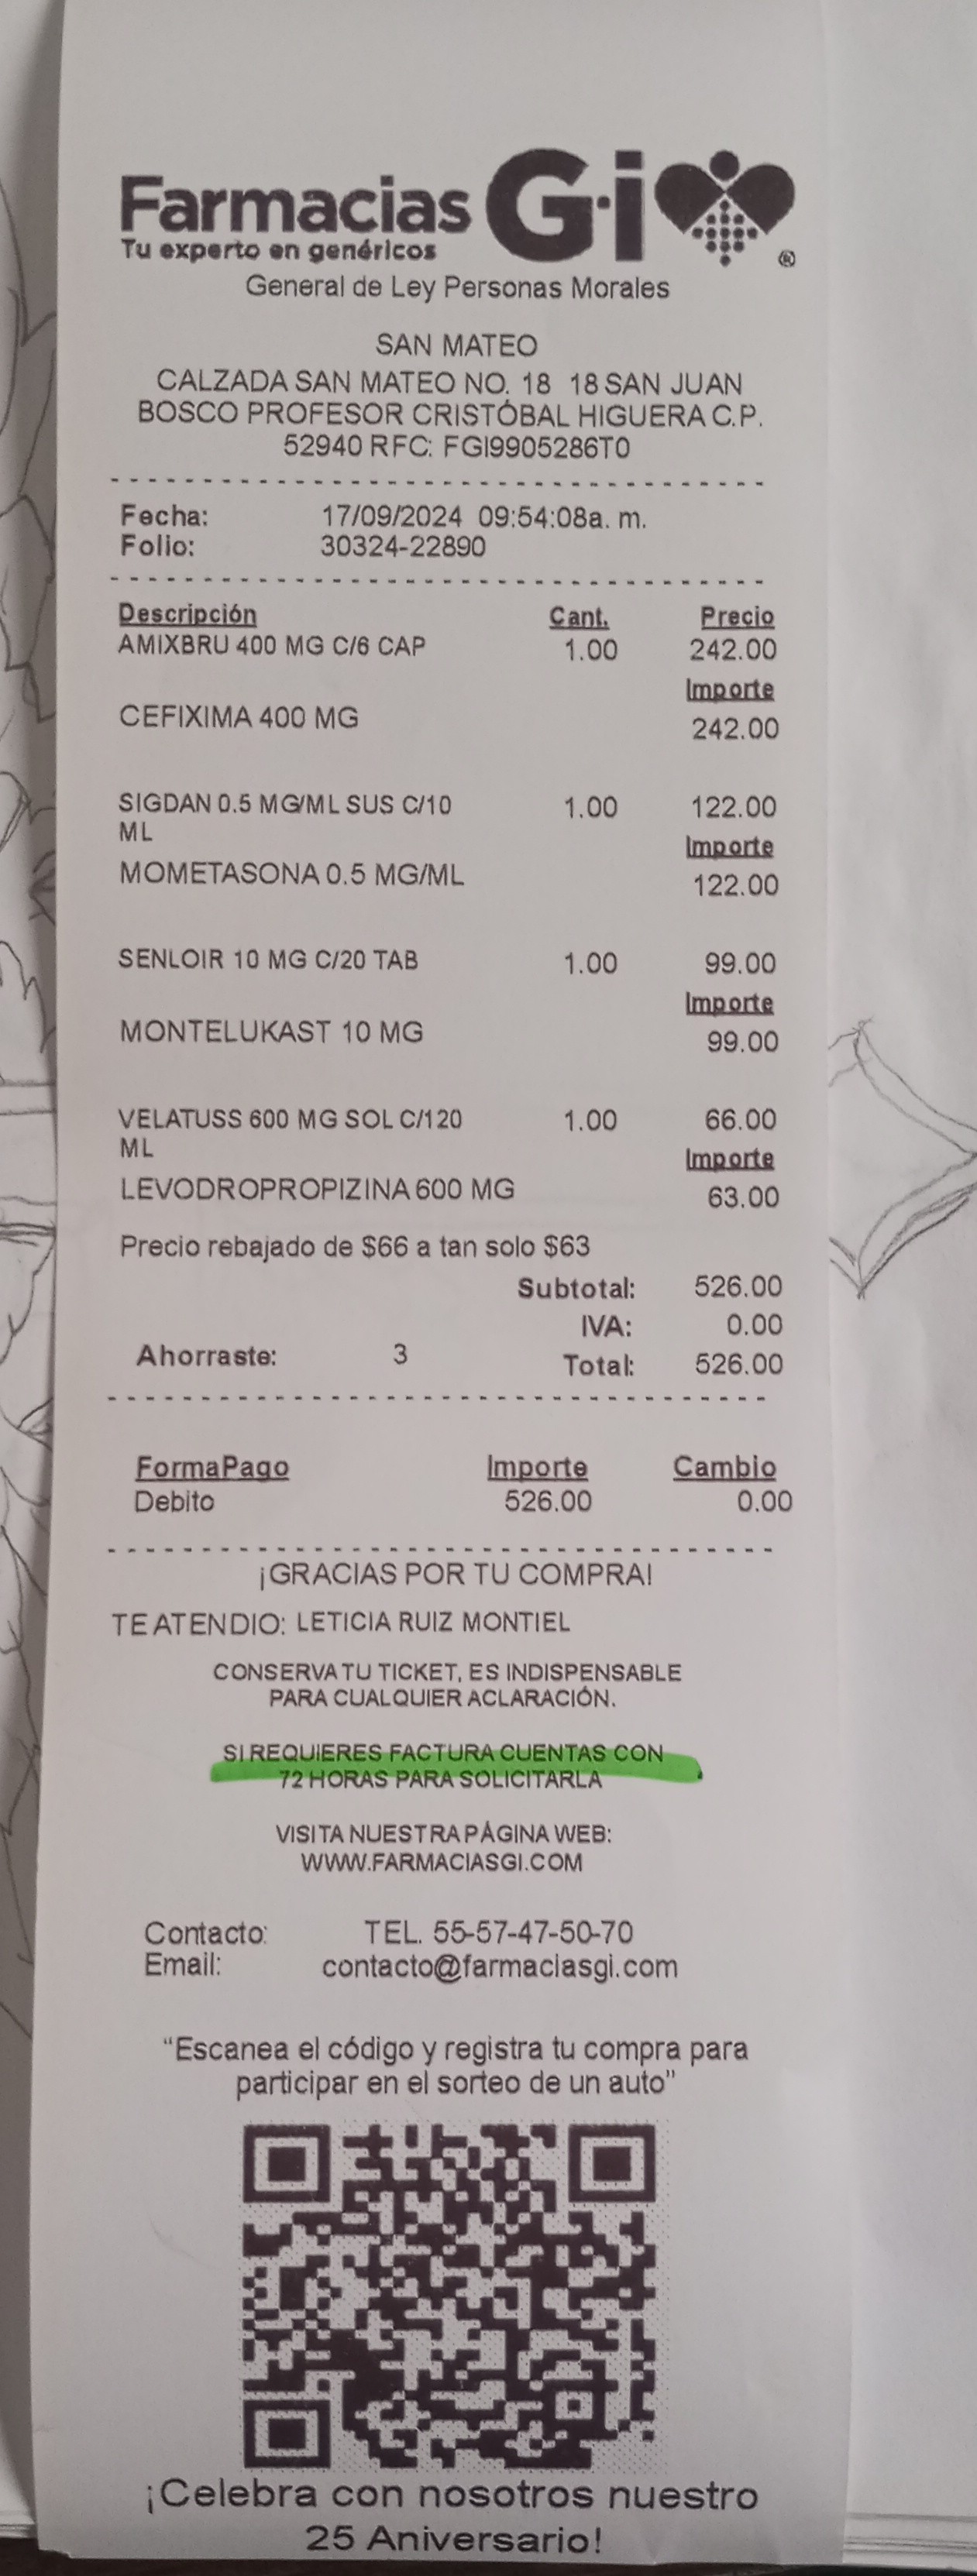 Farmacias G·i
Tu experto en genéricos
®
General de Ley Personas Morales
SAN MATEO
CALZADA SAN MATEO NO. 18 18 SAN JUAN
BOSCO PROFESOR CRISTÓBAL HIGUERA C.P.
52940 RFC: FGI9905286T0
Fecha: 17/09/2024 09:54:08a. m.
Folio: 30324-22890
Descripción Cant. Precio
AMIXBRU 400 MG C/6 CAP 1.00 242.00
Importe
CEFIXIMA 400 MG 242.00
SIGDAN 0.5 MG/ML SUS C/10 1.00 122.00
ML Importe
MOMETASONA 0.5 MG/ML 122.00
SENLOIR 10 MG C/20 TAB 1.00 99.00
Importe
MONTELUKAST 10 MG 99.00
VELATUSS 600 MG SOL C/120 1.00 66.00
ML Importe
LEVODROPROPIZINA 600 MG 63.00
Precio rebajado de $66 a tan solo $63
Subtotal: 526.00
IVA: 0.00
Ahorraste: 3 Total: 526.00
FormaPago Importe Cambio
Debito 526.00 0.00
¡GRACIAS POR TU COMPRA!
TE ATENDIO: LETICIA RUIZ MONTIEL
CONSERVA TU TICKET, ES INDISPENSABLE
PARA CUALQUIER ACLARACIÓN.
SI REQUIERES FACTURA CUENTAS CON
72 HORAS PARA SOLICITARLA
VISITA NUESTRA PÁGINA WEB:
WWW.FARMACIASGI.COM
Contacto: TEL. 55-57-47-50-70
Email: contacto@farmaciasgi.com
“Escanea el código y registra tu compra para
participar en el sorteo de un auto”
¡Celebra con nosotros nuestro
25 Aniversario!